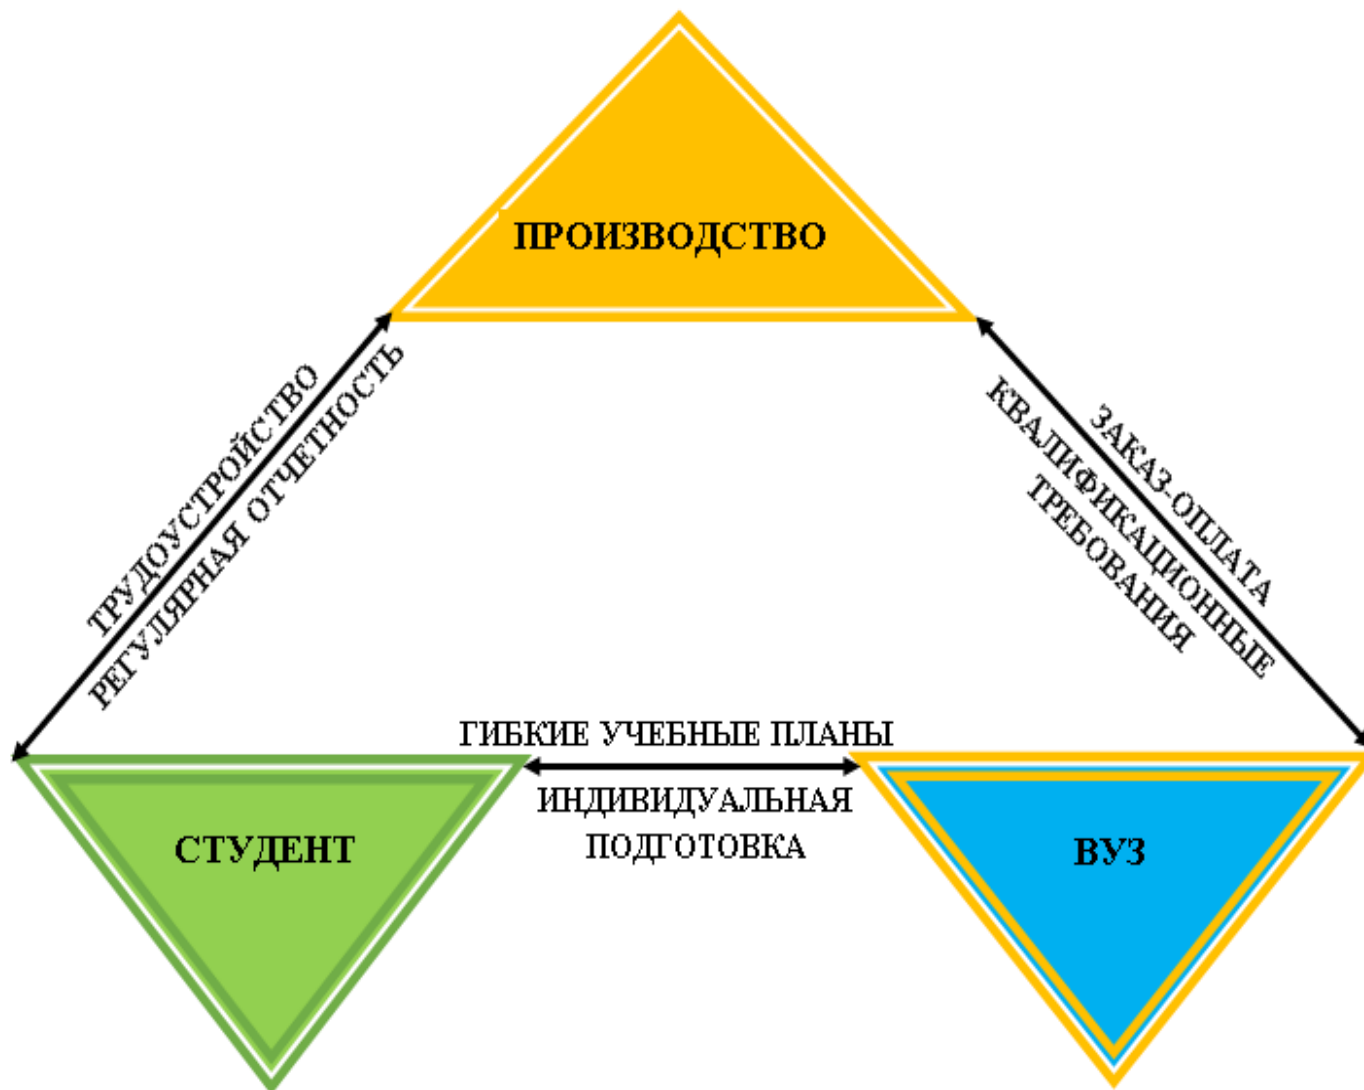 ПРОИЗВОДСТВО
ТРУДОУСТРОЙСТВО
РЕГУЛЯРНАЯ ОТЧЕТНОСТЬ
ЗАКАЗ-ОПЛАТА
КВАЛИФИКАЦИОННЫЕ
ТРЕБОВАНИЯ
ГИБКИЕ УЧЕБНЫЕ ПЛАНЫ
ИНДИВИДУАЛЬНАЯ
ПОДГОТОВКА
СТУДЕНТ
ВУЗ